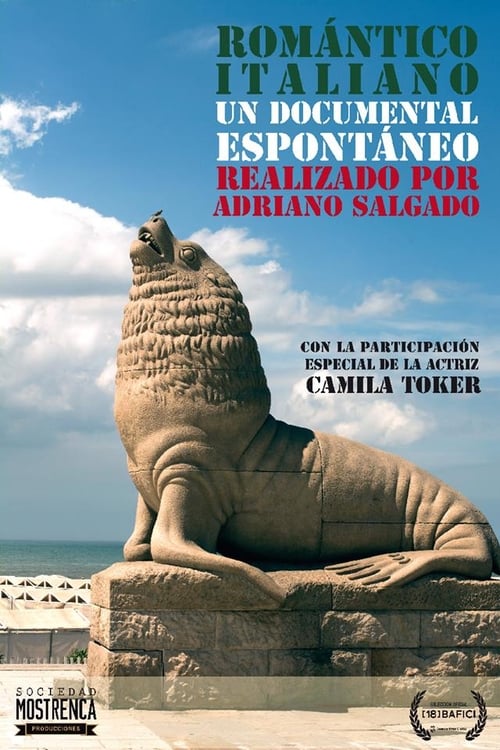 ROMÁNTICO
ITALIANO
UN DOCUMENTAL
ESPONTÁNEO
REALIZADO POR
ADRIANO SALGADO
CON LA PARTICIPACIÓN
ESPECIAL DE LA ACTRIZ
CAMILA TOKER
SOCIEDAD
MOSTRENCA
PRODUCCIONES
[18]BAFICI